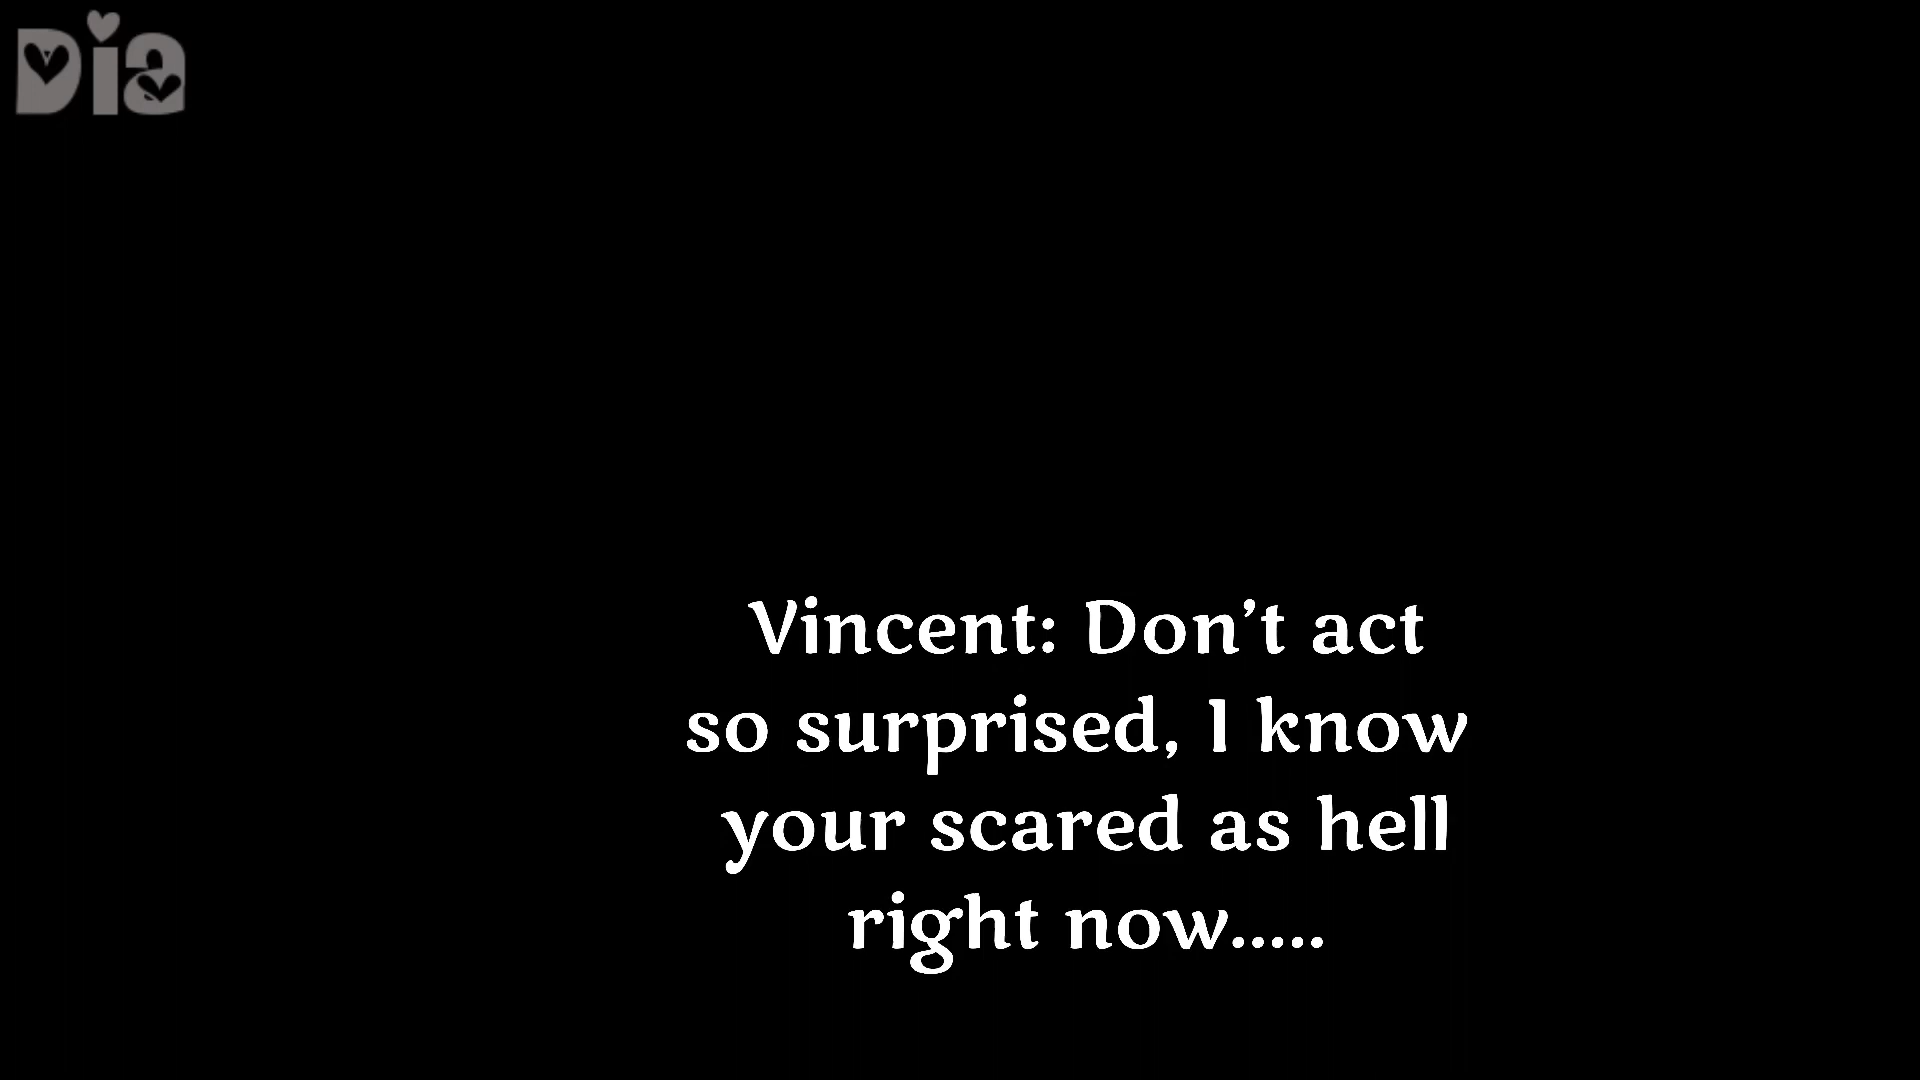 Dia
Vincent: Don’t act
so surprised, I know
your scared as hell
right now.....